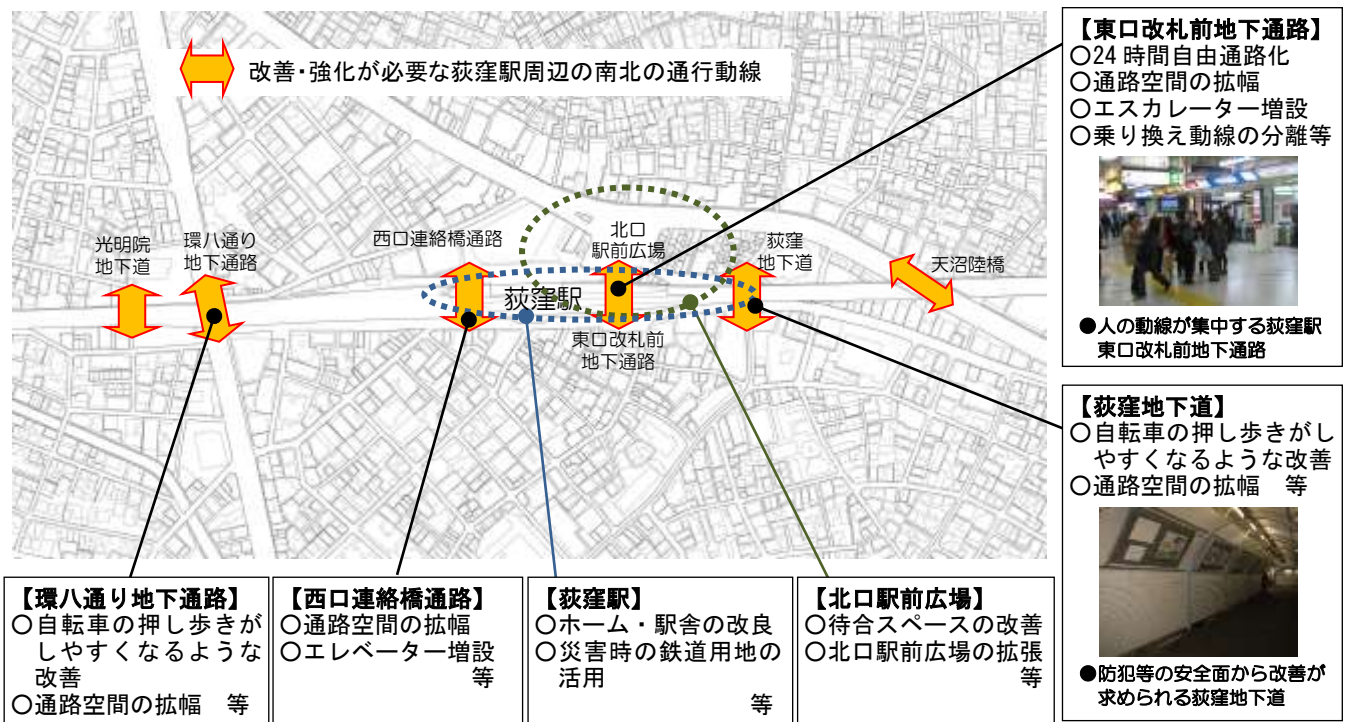 改善・強化が必要な荻窪駅周辺の南北の通行動線
光明院
地下道
環八通り
地下通路
西口連絡橋通路
荻窪駅
北口
駅前広場
東口改札前
地下通路
荻窪
地下道
天沼陸橋
【東口改札前地下通路】
○24時間自由通路化
○通路空間の拡幅
○エスカレーター増設
○乗り換え動線の分離等
●人の動線が集中する荻窪駅
東口改札前地下通路
【荻窪地下道】
○自転車の押し歩きがし
やすくなるような改善
○通路空間の拡幅　等
●防犯等の安全面から改善が
求められる荻窪地下道
【環八通り地下通路】
○自転車の押し歩きが
しやすくなるような
改善
○通路空間の拡幅　等
【西口連絡橋通路】
○通路空間の拡幅
○エレベーター増設
等
【荻窪駅】
○ホーム・駅舎の改良
○災害時の鉄道用地の
活用
等
【北口駅前広場】
○待合スペースの改善
○北口駅前広場の拡張
等